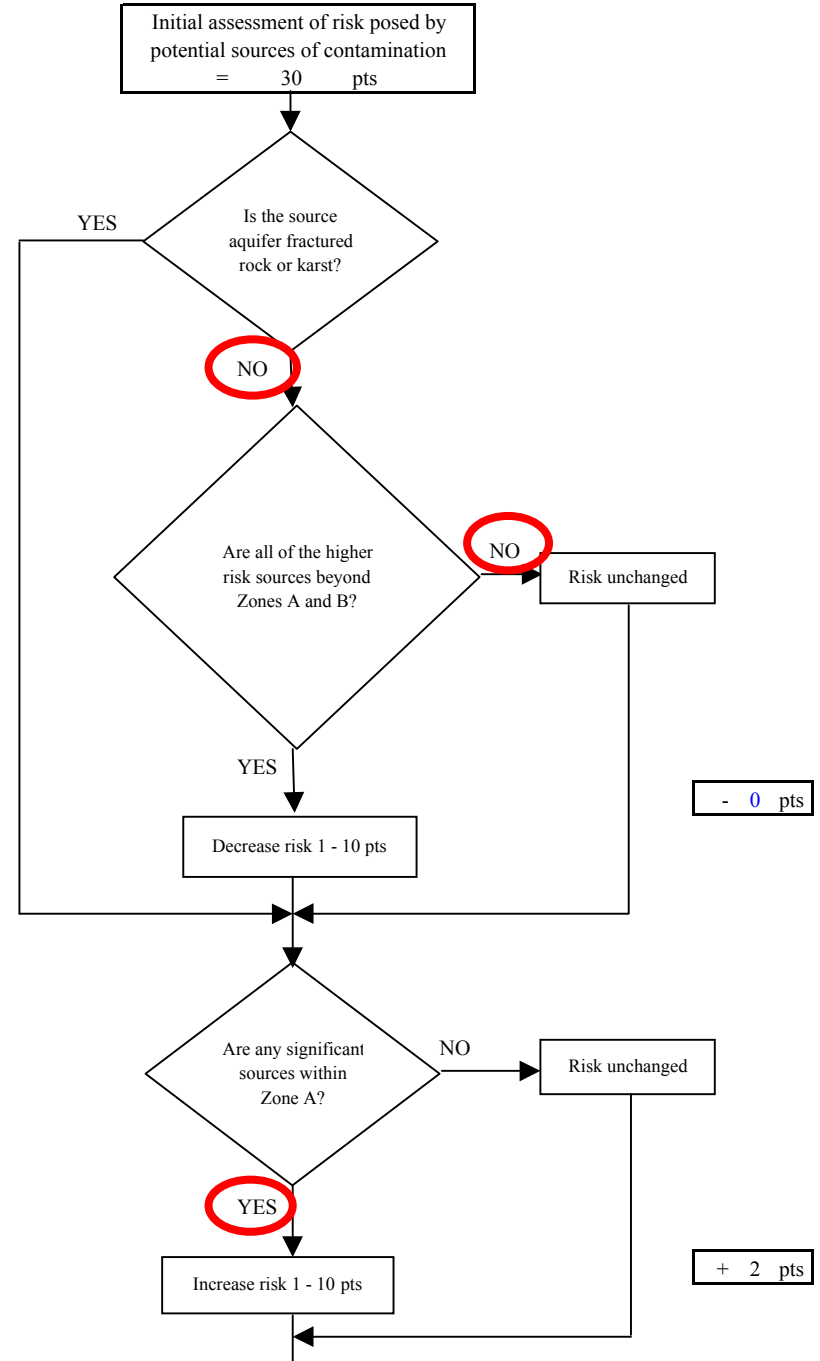 Initial assessment of risk posed by
potential sources of contamination
= 30 pts
YES
Is the source
aquifer fractured
rock or karst?
NO
Are all of the higher
risk sources beyond
Zones A and B?
NO
Risk unchanged
YES
- 0 pts
Decrease risk 1 - 10 pts
Are any significant
sources within
Zone A?
NO
Risk unchanged
YES
Increase risk 1 - 10 pts
+ 2 pts